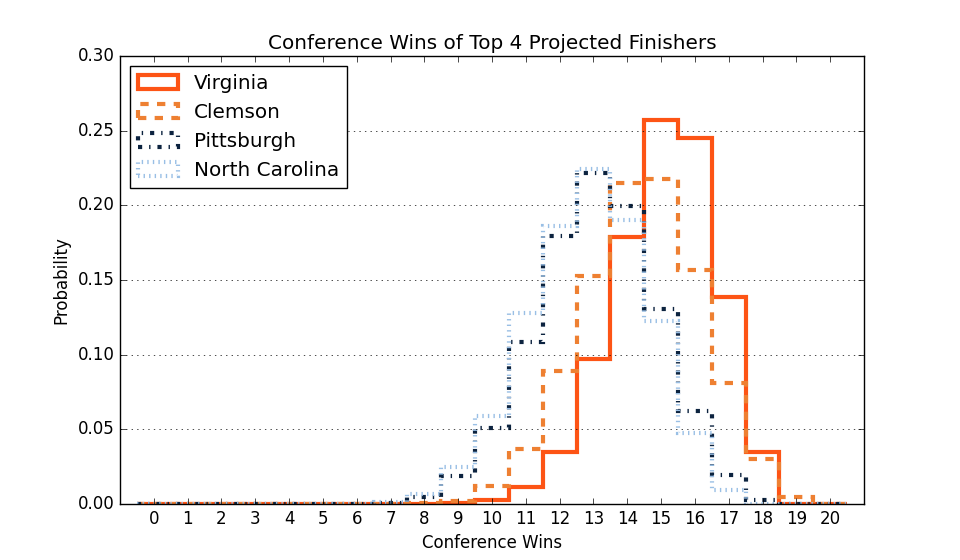 Conference Wins of Top 4 Projected Finishers
0.30
0.25
0.20
0.15
0.10
0.05
0.00
Probability
Virginia
Clemson
Pittsburgh
North Carolina
0 1 2 3 4 5 6 7 8 9 10 11 12 13 14 15 16 17 18 19 20
Conference Wins